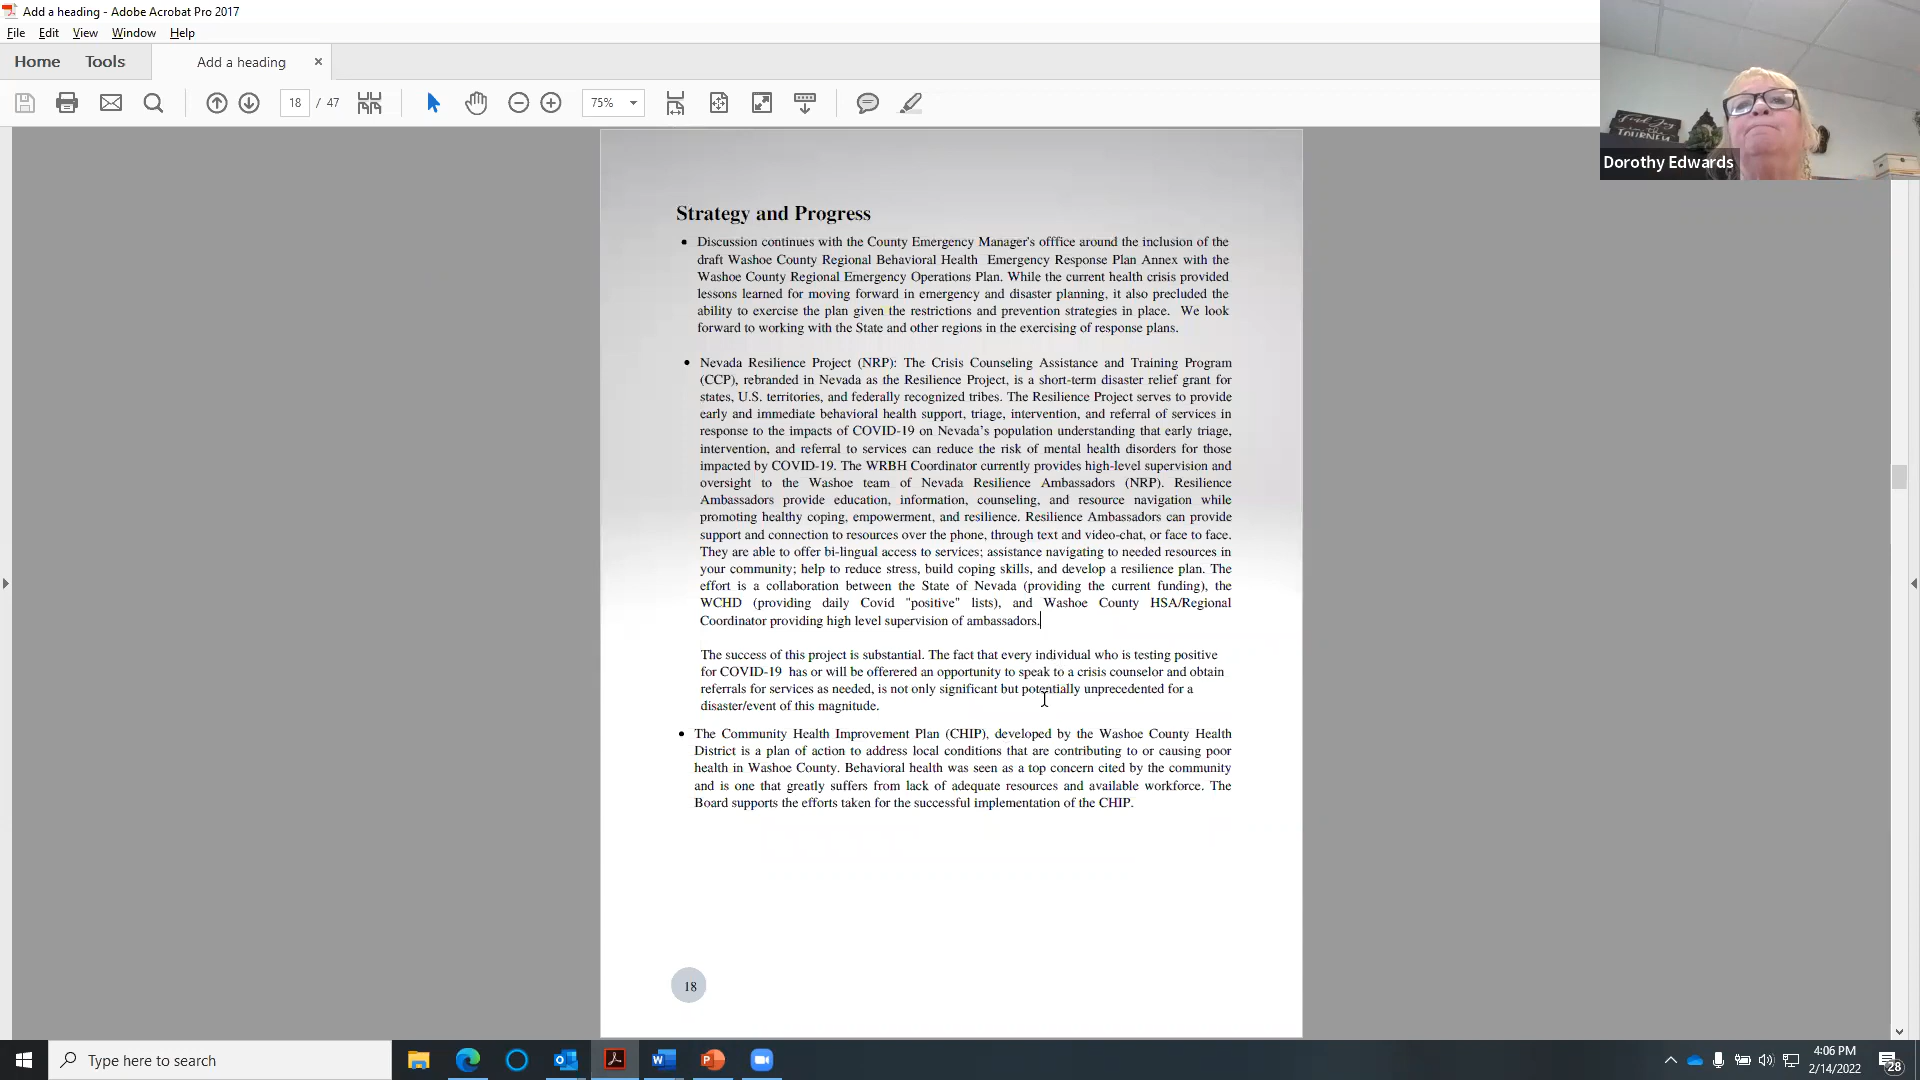 Add a heading - Adobe Acrobat Pro 2017
File Edit View Window Help
Home Tools Add a heading ×
18 / 47 75%
Dorothy Edwards
Strategy and Progress
• Discussion continues with the County Emergency Manager's offfice around the inclusion of the
draft Washoe County Regional Behavioral Health Emergency Response Plan Annex with the
Washoe County Regional Emergency Operations Plan. While the current health crisis provided
lessons learned for moving forward in emergency and disaster planning, it also precluded the
ability to exercise the plan given the restrictions and prevention strategies in place. We look
forward to working with the State and other regions in the exercising of response plans.
• Nevada Resilience Project (NRP): The Crisis Counseling Assistance and Training Program
(CCP), rebranded in Nevada as the Resilience Project, is a short-term disaster relief grant for
states, U.S. territories, and federally recognized tribes. The Resilience Project serves to provide
early and immediate behavioral health support, triage, intervention, and referral of services in
response to the impacts of COVID-19 on Nevada's population understanding that early triage,
intervention, and referral to services can reduce the risk of mental health disorders for those
impacted by COVID-19. The WRBH Coordinator currently provides high-level supervision and
oversight to the Washoe team of Nevada Resilience Ambassadors (NRP). Resilience
Ambassadors provide education, information, counseling, and resource navigation while
promoting healthy coping, empowerment, and resilience. Resilience Ambassadors can provide
support and connection to resources over the phone, through text and video-chat, or face to face.
They are able to offer bi-lingual access to services; assistance navigating to needed resources in
your community; help to reduce stress, build coping skills, and develop a resilience plan. The
effort is a collaboration between the State of Nevada (providing the current funding), the
WCHD (providing daily Covid "positive" lists), and Washoe County HSA/Regional
Coordinator providing high level supervision of ambassadors.
The success of this project is substantial. The fact that every individual who is testing positive
for COVID-19 has or will be offerered an opportunity to speak to a crisis counselor and obtain
referrals for services as needed, is not only significant but potentially unprecedented for a
disaster/event of this magnitude.
• The Community Health Improvement Plan (CHIP), developed by the Washoe County Health
District is a plan of action to address local conditions that are contributing to or causing poor
health in Washoe County. Behavioral health was seen as a top concern cited by the community
and is one that greatly suffers from lack of adequate resources and available workforce. The
Board supports the efforts taken for the successful implementation of the CHIP.
18
Type here to search
4:06 PM
2/14/2022
28